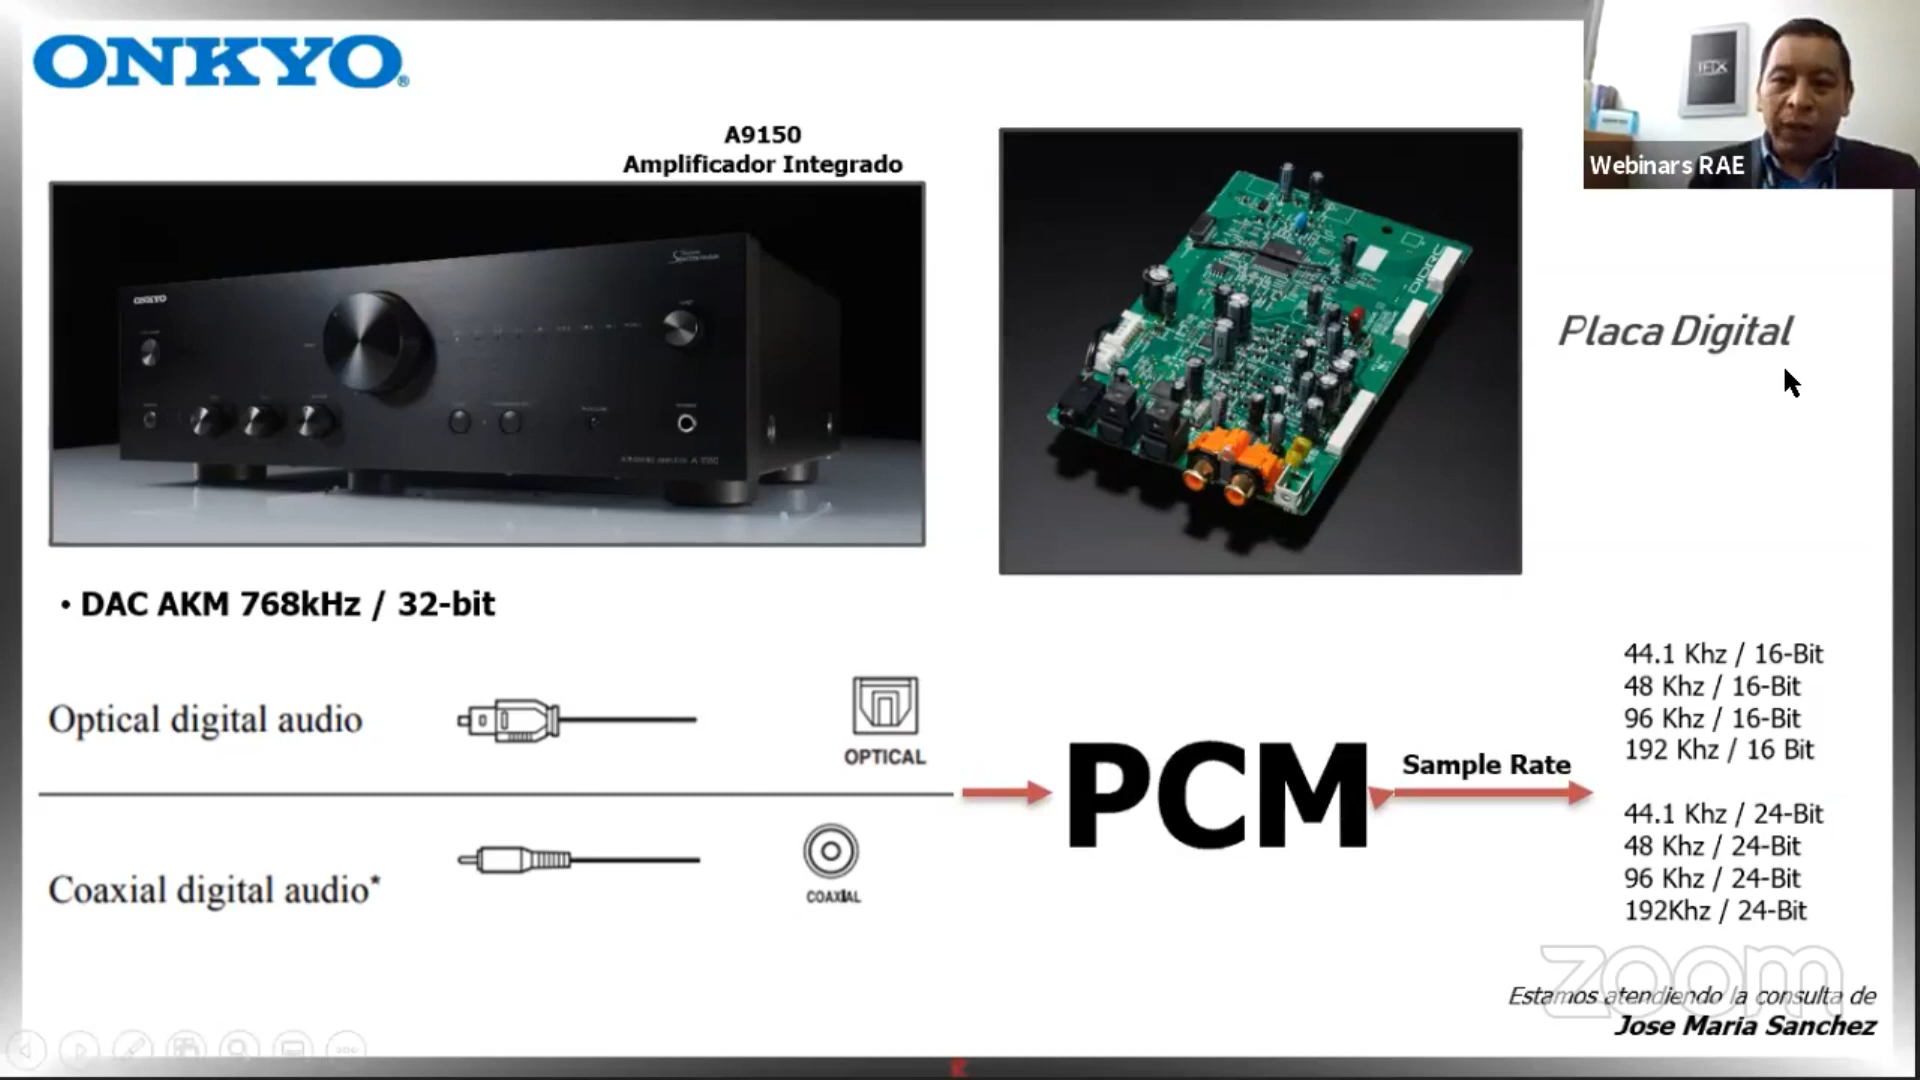 ONKYO®
A9150
Amplificador Integrado
ONKYO
DIDRC
Placa Digital
THX
Webinars RAE
• DAC AKM 768kHz / 32-bit
Optical digital audio
OPTICAL
Coaxial digital audio*
COAXIAL
PCM
Sample Rate
44.1 Khz / 16-Bit
48 Khz / 16-Bit
96 Khz / 16-Bit
192 Khz / 16 Bit
44.1 Khz / 24-Bit
48 Khz / 24-Bit
96 Khz / 24-Bit
192Khz / 24-Bit
zoom
Estamos atendiendo la consulta de
Jose Maria Sanchez